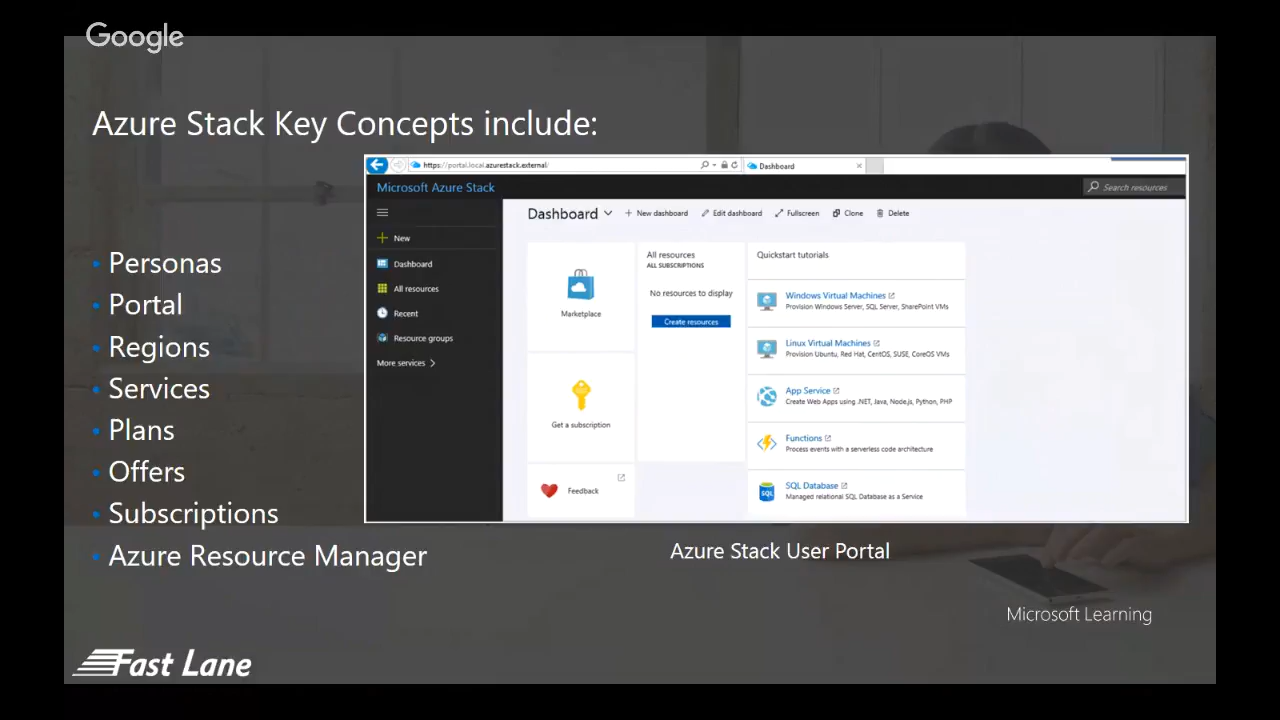 Google
Azure Stack Key Concepts include:
Personas
Portal
Regions
Services
Plans
Offers
Subscriptions
Azure Resource Manager
https://portal.local.azurestack.external/
Dashboard
Microsoft Azure Stack
Search resources
New
Dashboard
All resources
Recent
Resource groups
More services
Dashboard
New dashboard
Edit dashboard
Fullscreen
Clone
Delete
Marketplace
Get a subscription
Feedback
All resources
ALL SUBSCRIPTIONS
No resources to display
Create resources
Quickstart tutorials
Windows Virtual Machines
Provision Windows Server, SQL Server, SharePoint VMs
Linux Virtual Machines
Provision Ubuntu, Red Hat, CentOS, SUSE, CoreOS VMs
App Service
Create Web Apps using .NET, Java, Node.js, Python, PHP
Functions
Process events with a serverless code architecture
SQL
SQL Database
Managed relational SQL Database as a Service
Azure Stack User Portal
Microsoft Learning
Fast Lane